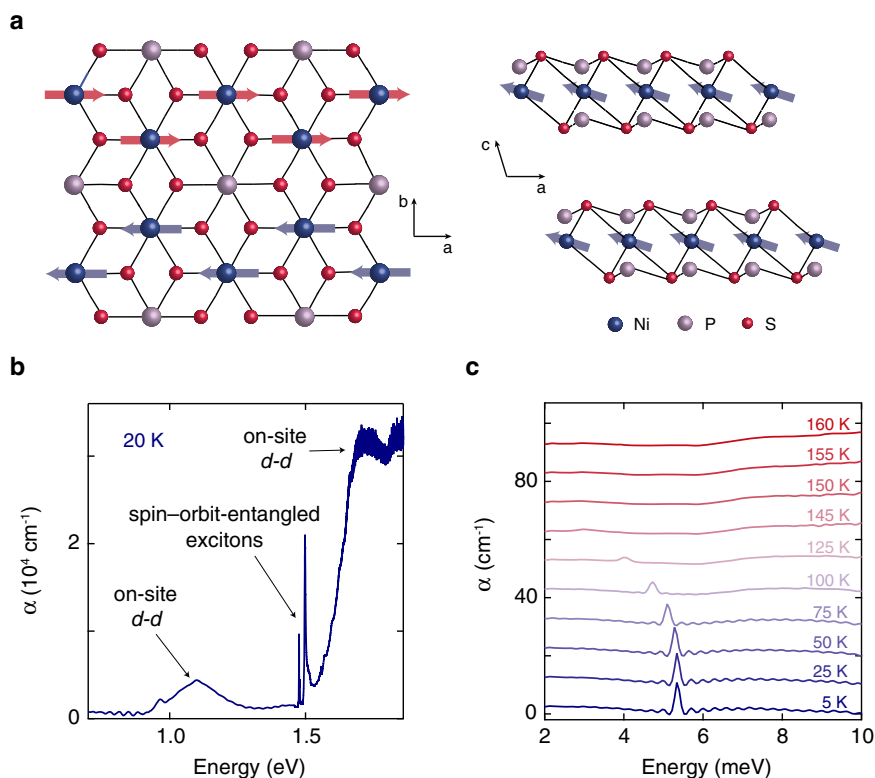 a
b
a
c
a
Ni P S
b
20 K
on-site
d-d
spin–orbit-entangled
excitons
on-site
d-d
α (10⁴ cm⁻¹)
2
0
1.0 1.5
Energy (eV)
c
160 K
155 K
150 K
145 K
125 K
100 K
75 K
50 K
25 K
5 K
α (cm⁻¹)
80
40
0
2 4 6 8 10
Energy (meV)